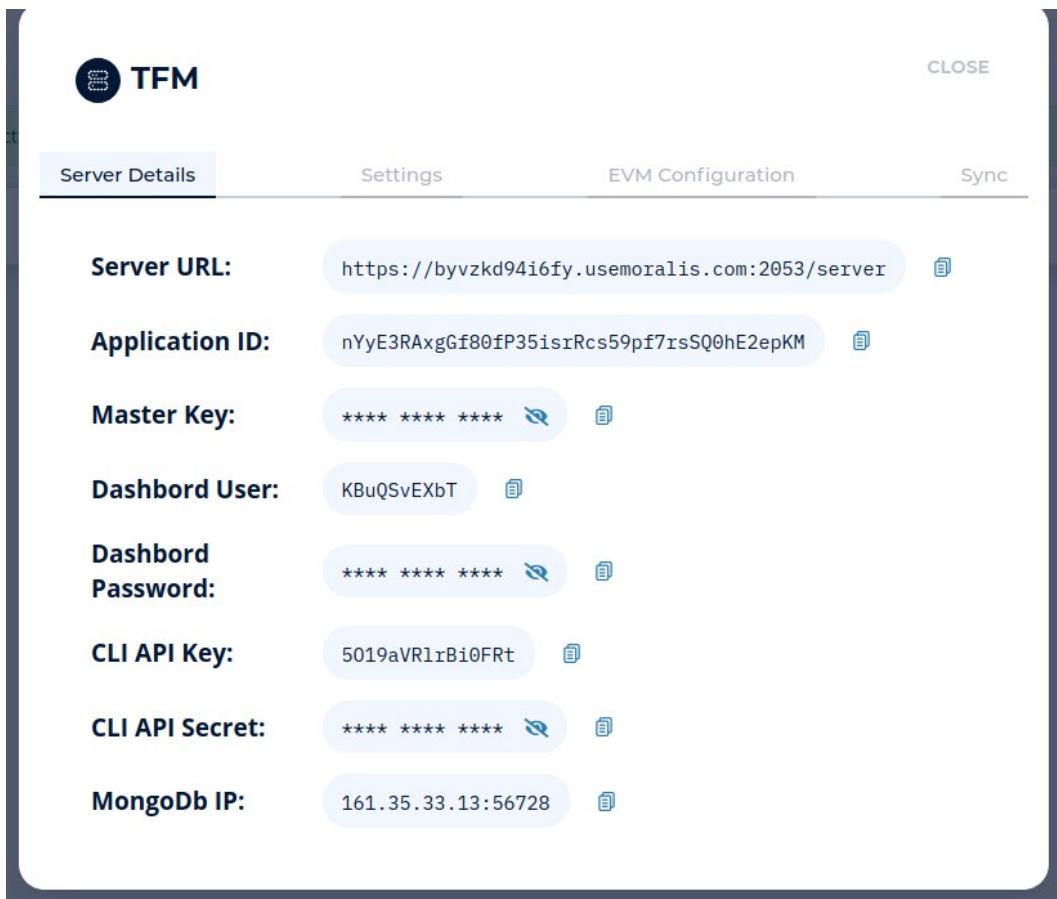 TFM
CLOSE
Server Details
Settings
EVM Configuration
Sync
Server URL:
https://byvzkd94i6fy.usemoralis.com:2053/server
Application ID:
nYyE3RAxgGf80fP35isrRcs59pf7rsSQ0hE2epKM
Master Key:
**** **** ****
Dashbord User:
KBuQSvEXbT
Dashbord
Password:
**** **** ****
CLI API Key:
5O19aVRlrBi0FRt
CLI API Secret:
**** **** ****
MongoDb IP:
161.35.33.13:56728